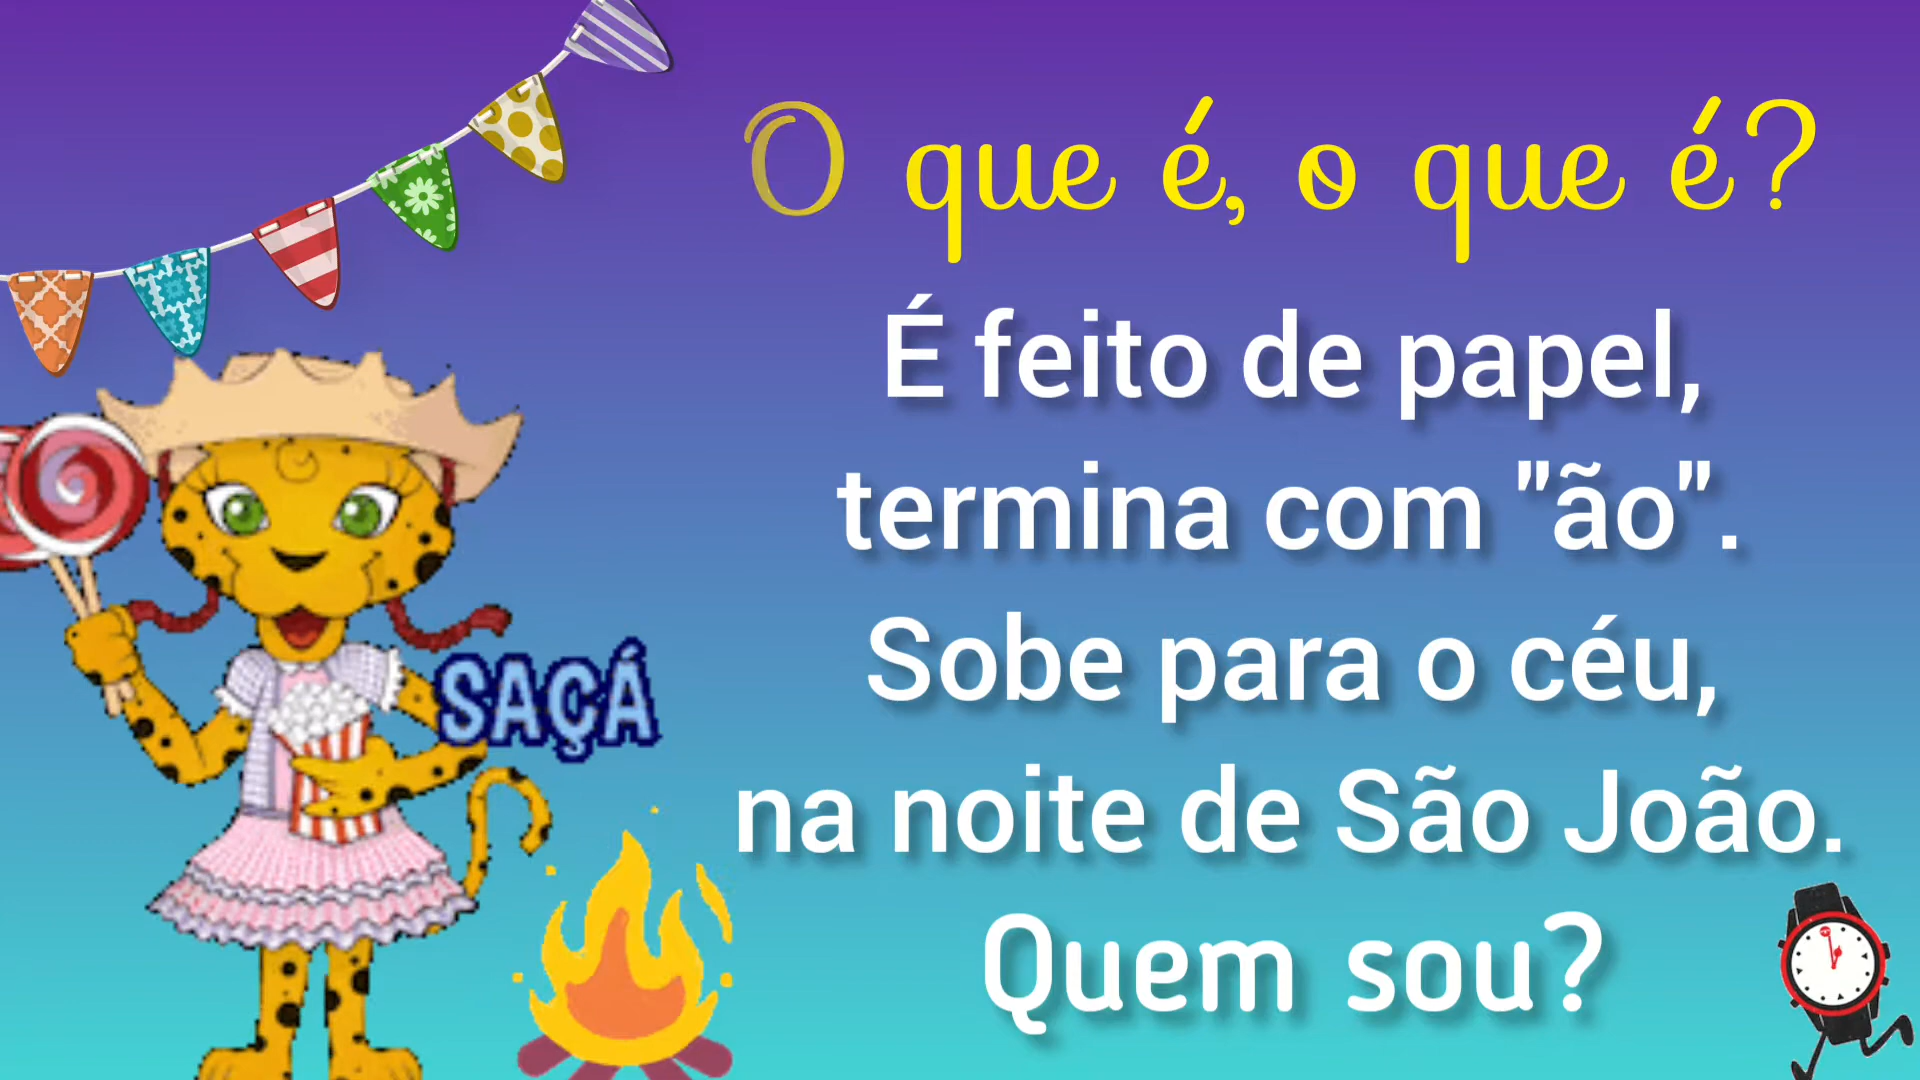 O que é, o que é?
É feito de papel,
termina com "ão".
Sobe para o céu,
na noite de São João.
Quem sou?
SAÇÁ